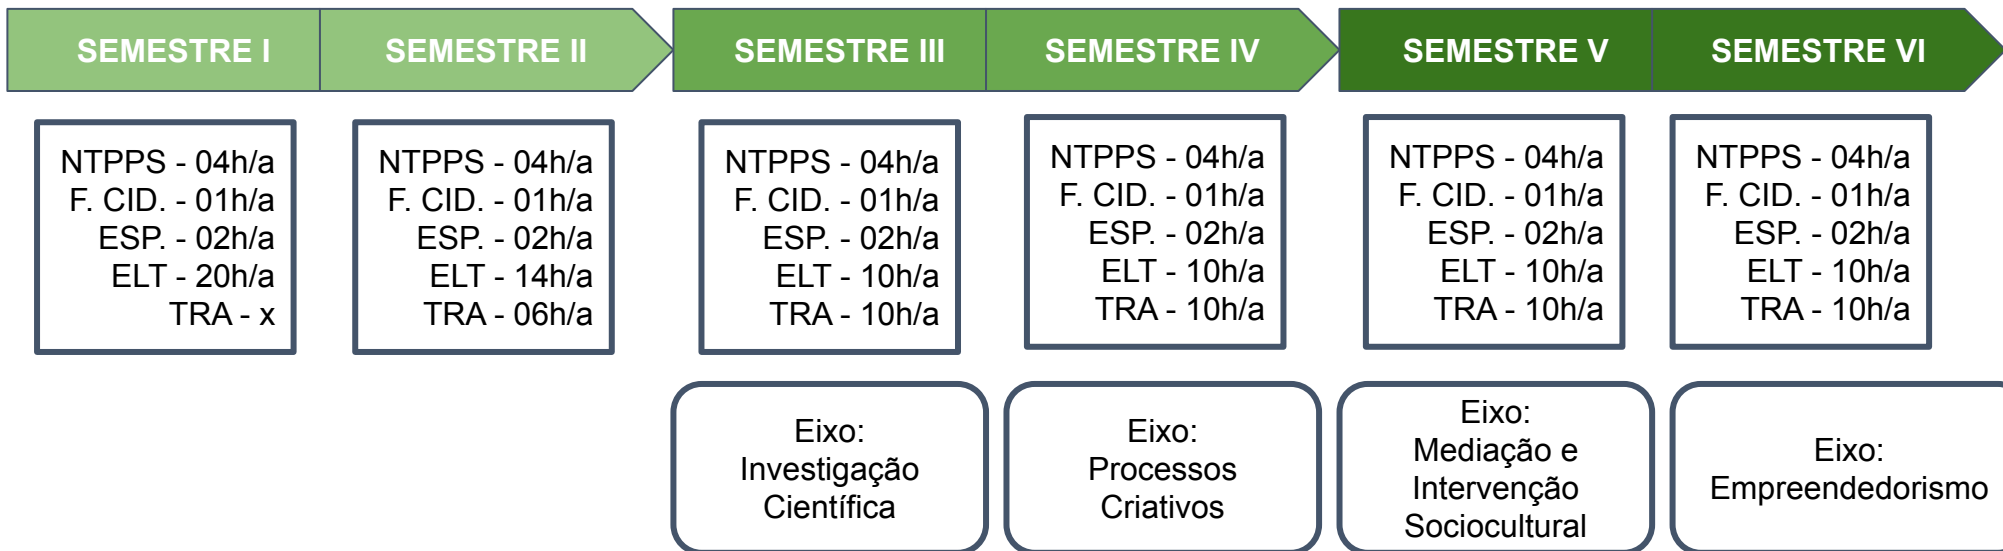 SEMESTRE I
SEMESTRE II
SEMESTRE III
SEMESTRE IV
SEMESTRE V
SEMESTRE VI
NTPPS - 04h/a
F. CID. - 01h/a
ESP. - 02h/a
ELT - 20h/a
TRA - x
NTPPS - 04h/a
F. CID. - 01h/a
ESP. - 02h/a
ELT - 14h/a
TRA - 06h/a
NTPPS - 04h/a
F. CID. - 01h/a
ESP. - 02h/a
ELT - 10h/a
TRA - 10h/a
NTPPS - 04h/a
F. CID. - 01h/a
ESP. - 02h/a
ELT - 10h/a
TRA - 10h/a
NTPPS - 04h/a
F. CID. - 01h/a
ESP. - 02h/a
ELT - 10h/a
TRA - 10h/a
NTPPS - 04h/a
F. CID. - 01h/a
ESP. - 02h/a
ELT - 10h/a
TRA - 10h/a
Eixo:
Investigação
Científica
Eixo:
Processos
Criativos
Eixo:
Mediação e
Intervenção
Sociocultural
Eixo:
Empreendedorismo